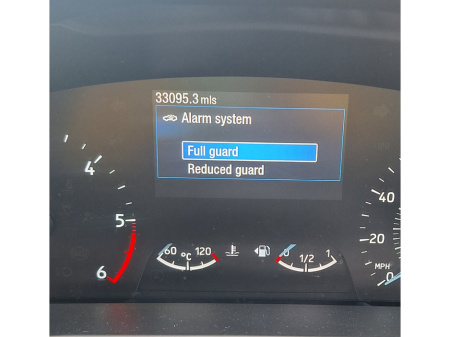 33095.3 mls
Alarm system
Full guard
Reduced guard
4
5
6
60 °C 120
0 1/2 1
40
20
MPH
0